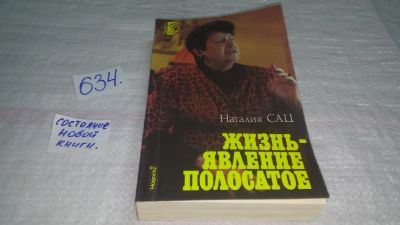 634.
состояние
новой
книги.
Наталия САЦ
ЖИЗНЬ-
ЯВЛЕНИЕ
ПОЛОСАТОЕ